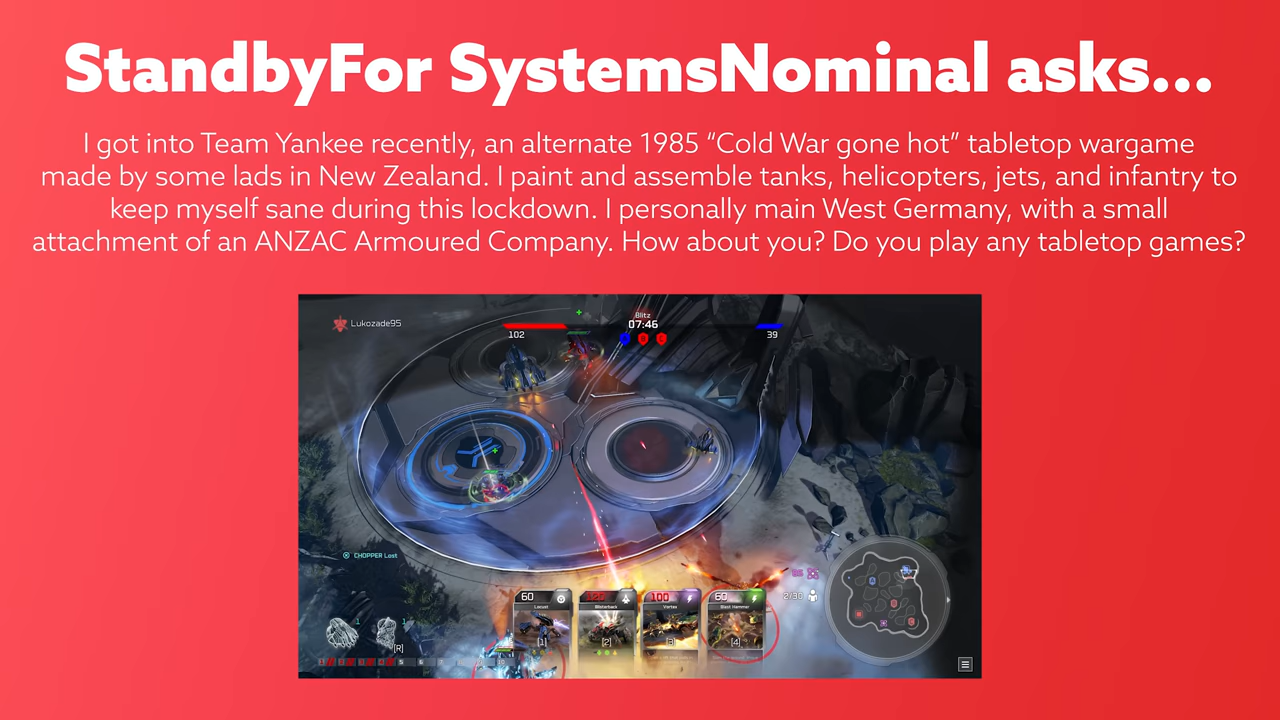 StandbyFor SystemsNominal asks...
I got into Team Yankee recently, an alternate 1985 “Cold War gone hot” tabletop wargame
made by some lads in New Zealand. I paint and assemble tanks, helicopters, jets, and infantry to
keep myself sane during this lockdown. I personally main West Germany, with a small
attachment of an ANZAC Armoured Company. How about you? Do you play any tabletop games?
Lukozade95
Blitz
07:46
102
39
CHOPPER Lost
60
100
60
Locust
Blisterback
Vortex
Blast Hammer
2/30
[1]
[2]
[4]
[R]